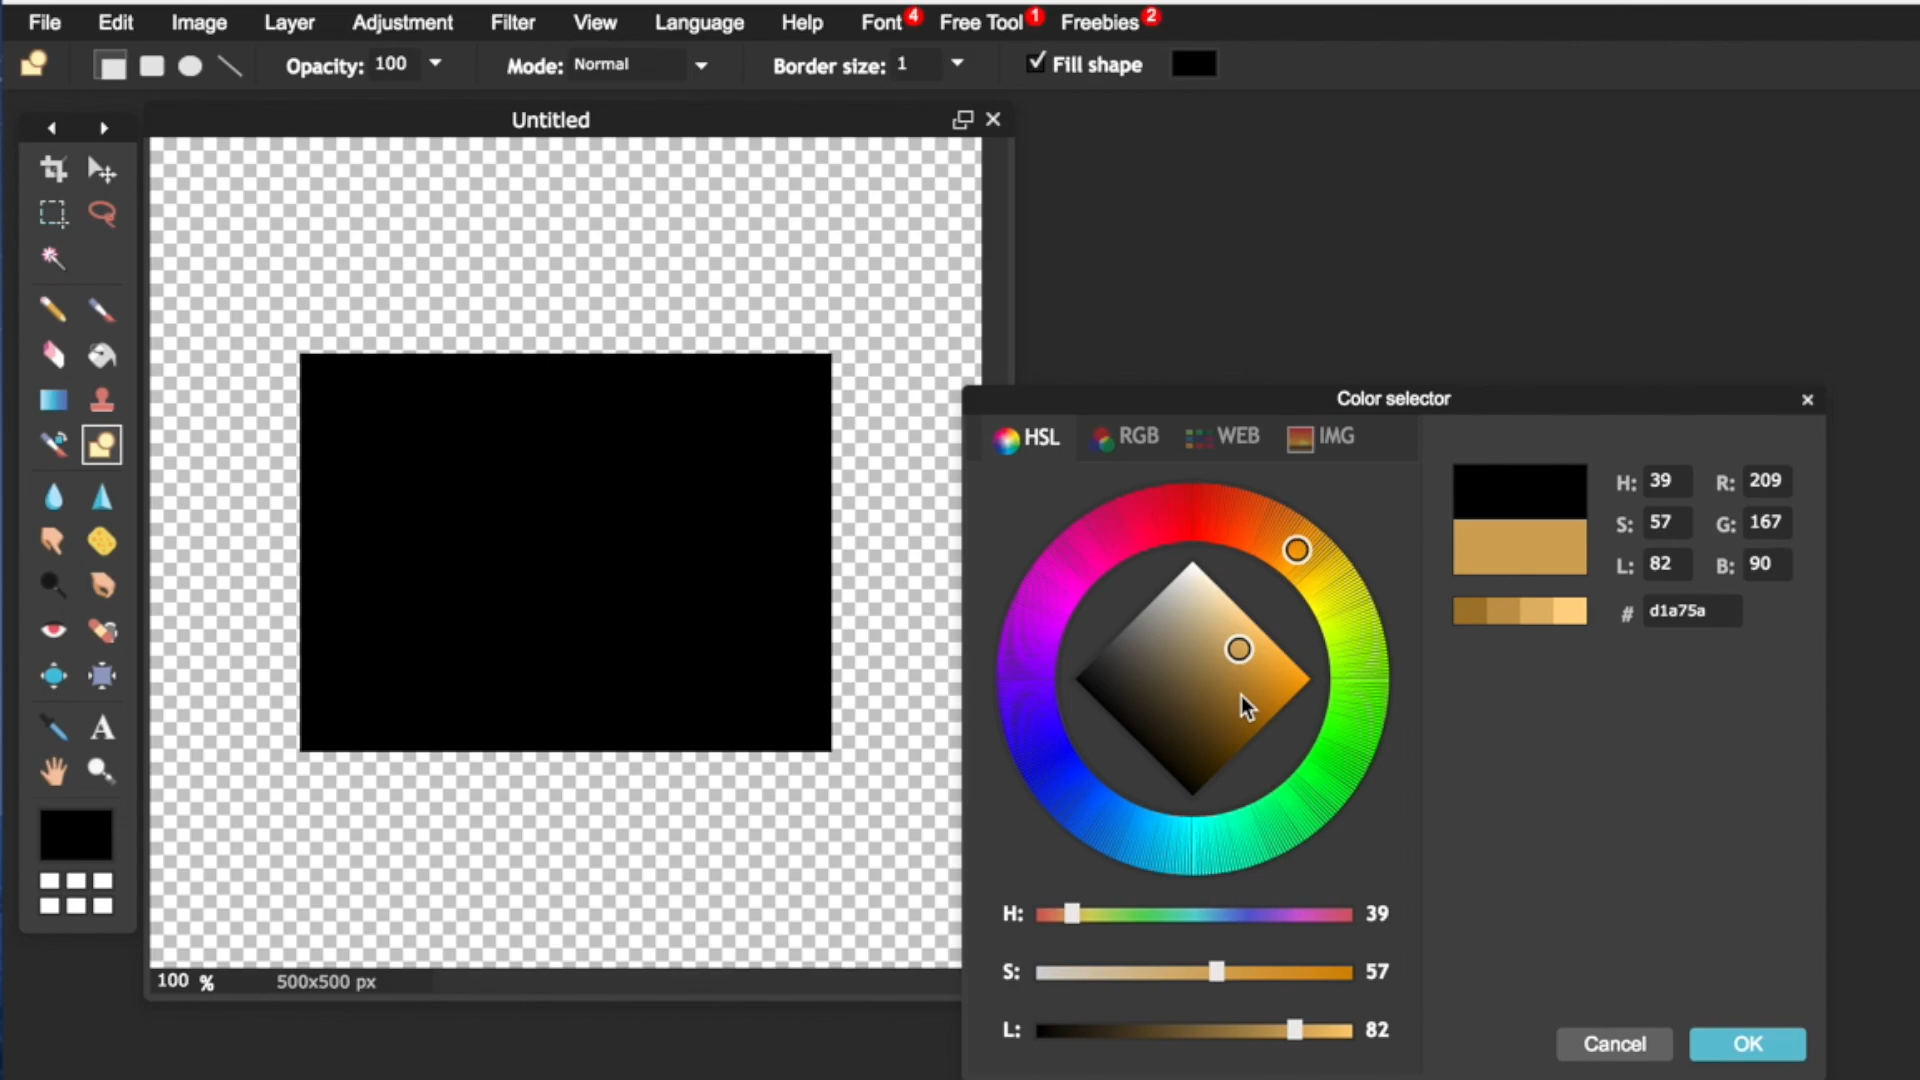 File Edit Image Layer Adjustment Filter View Language Help Font 4 Free Tool 1 Freebies 2
Opacity: 100 Mode: Normal Border size: 1 Fill shape
Untitled
A
100 % 500x500 px
Color selector
HSL RGB WEB IMG
H: 39 R: 209
S: 57 G: 167
L: 82 B: 90
# d1a75a
H: 39
S: 57
L: 82
Cancel OK